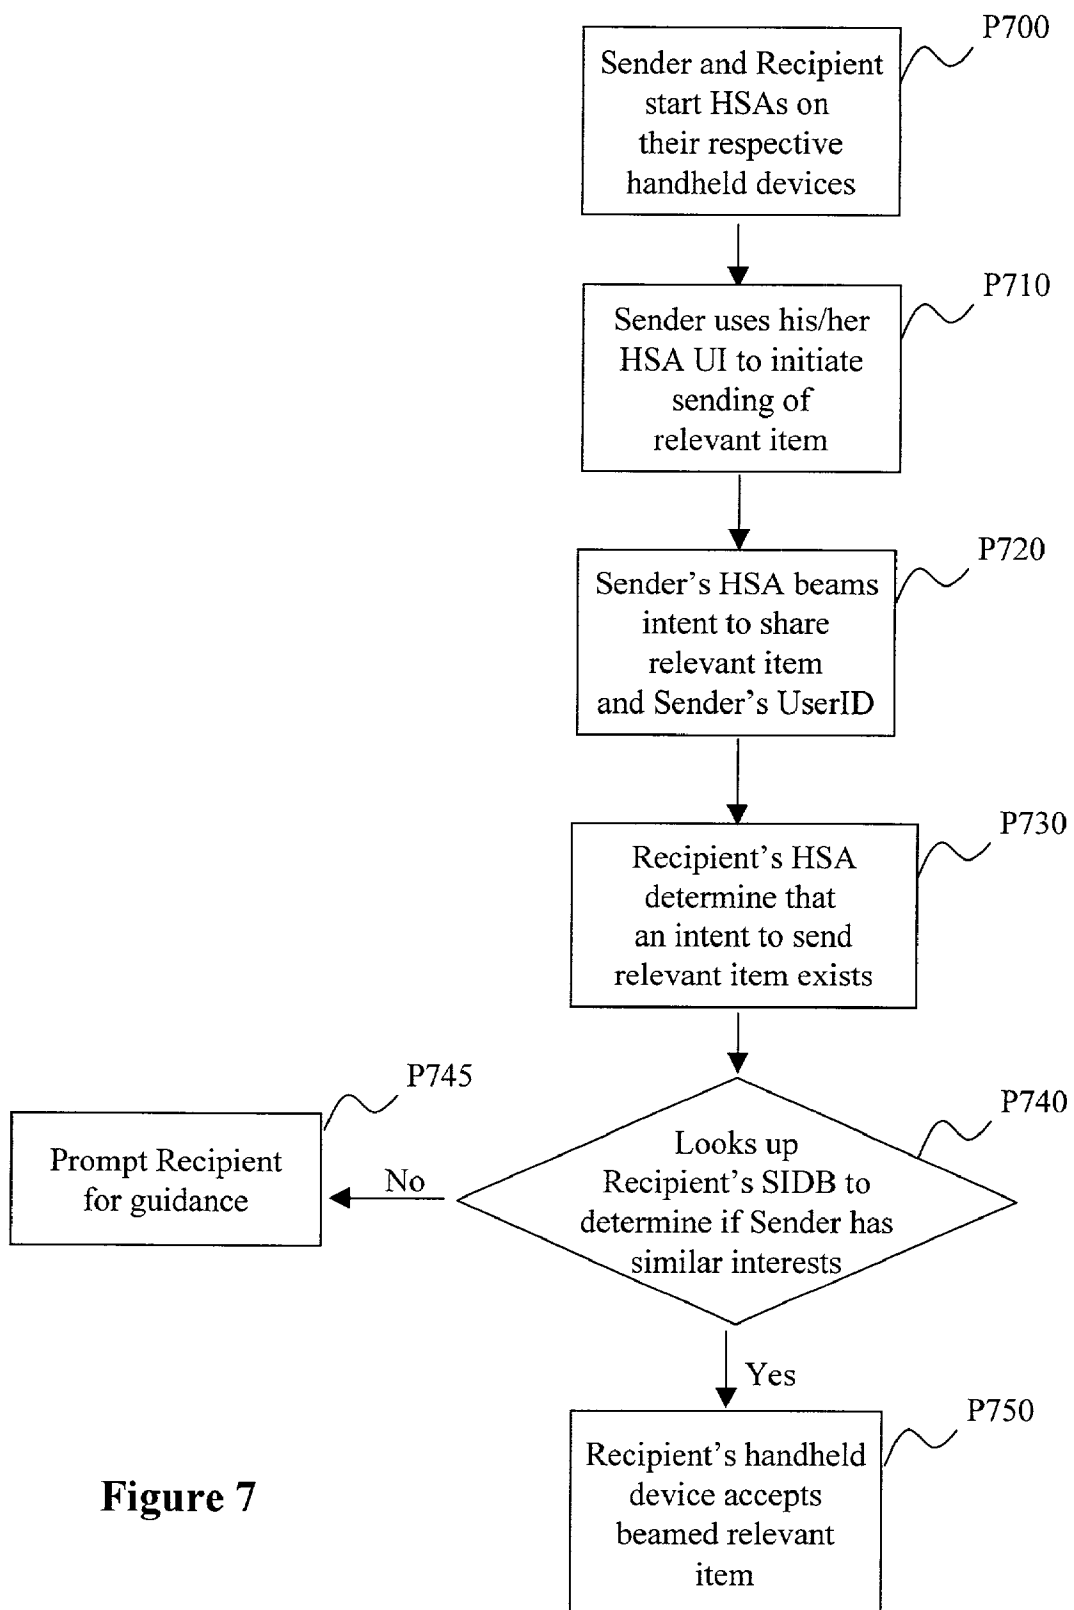 P700
Sender and Recipient
start HSAs on
their respective
handheld devices
P710
Sender uses his/her
HSA UI to initiate
sending of
relevant item
P720
Sender's HSA beams
intent to share
relevant item
and Sender's UserID
P730
Recipient's HSA
determine that
an intent to send
relevant item exists
P745
Prompt Recipient
for guidance
No
P740
Looks up
Recipient's SIDB to
determine if Sender has
similar interests
Yes
P750
Recipient's handheld
device accepts
beamed relevant
item
Figure 7